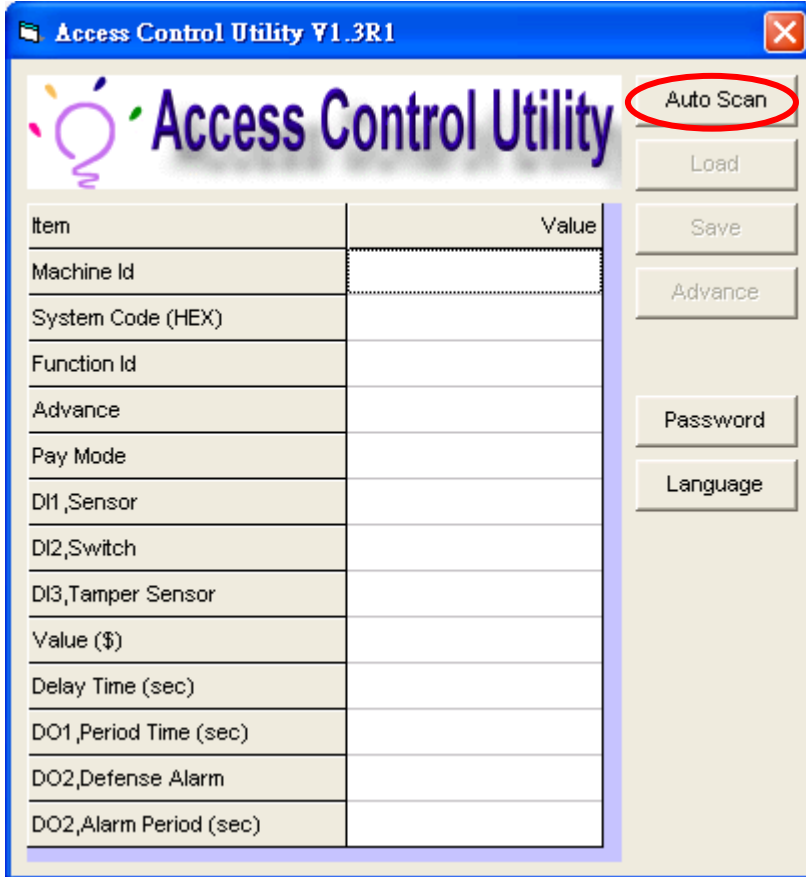 Access Control Utility V1.3R1
Access Control Utility
Auto Scan
Load
Save
Advance
Password
Language
Item Value
Machine Id
System Code (HEX)
Function Id
Advance
Pay Mode
DI1,Sensor
DI2,Switch
DI3,Tamper Sensor
Value ($)
Delay Time (sec)
DO1,Period Time (sec)
DO2,Defense Alarm
DO2,Alarm Period (sec)